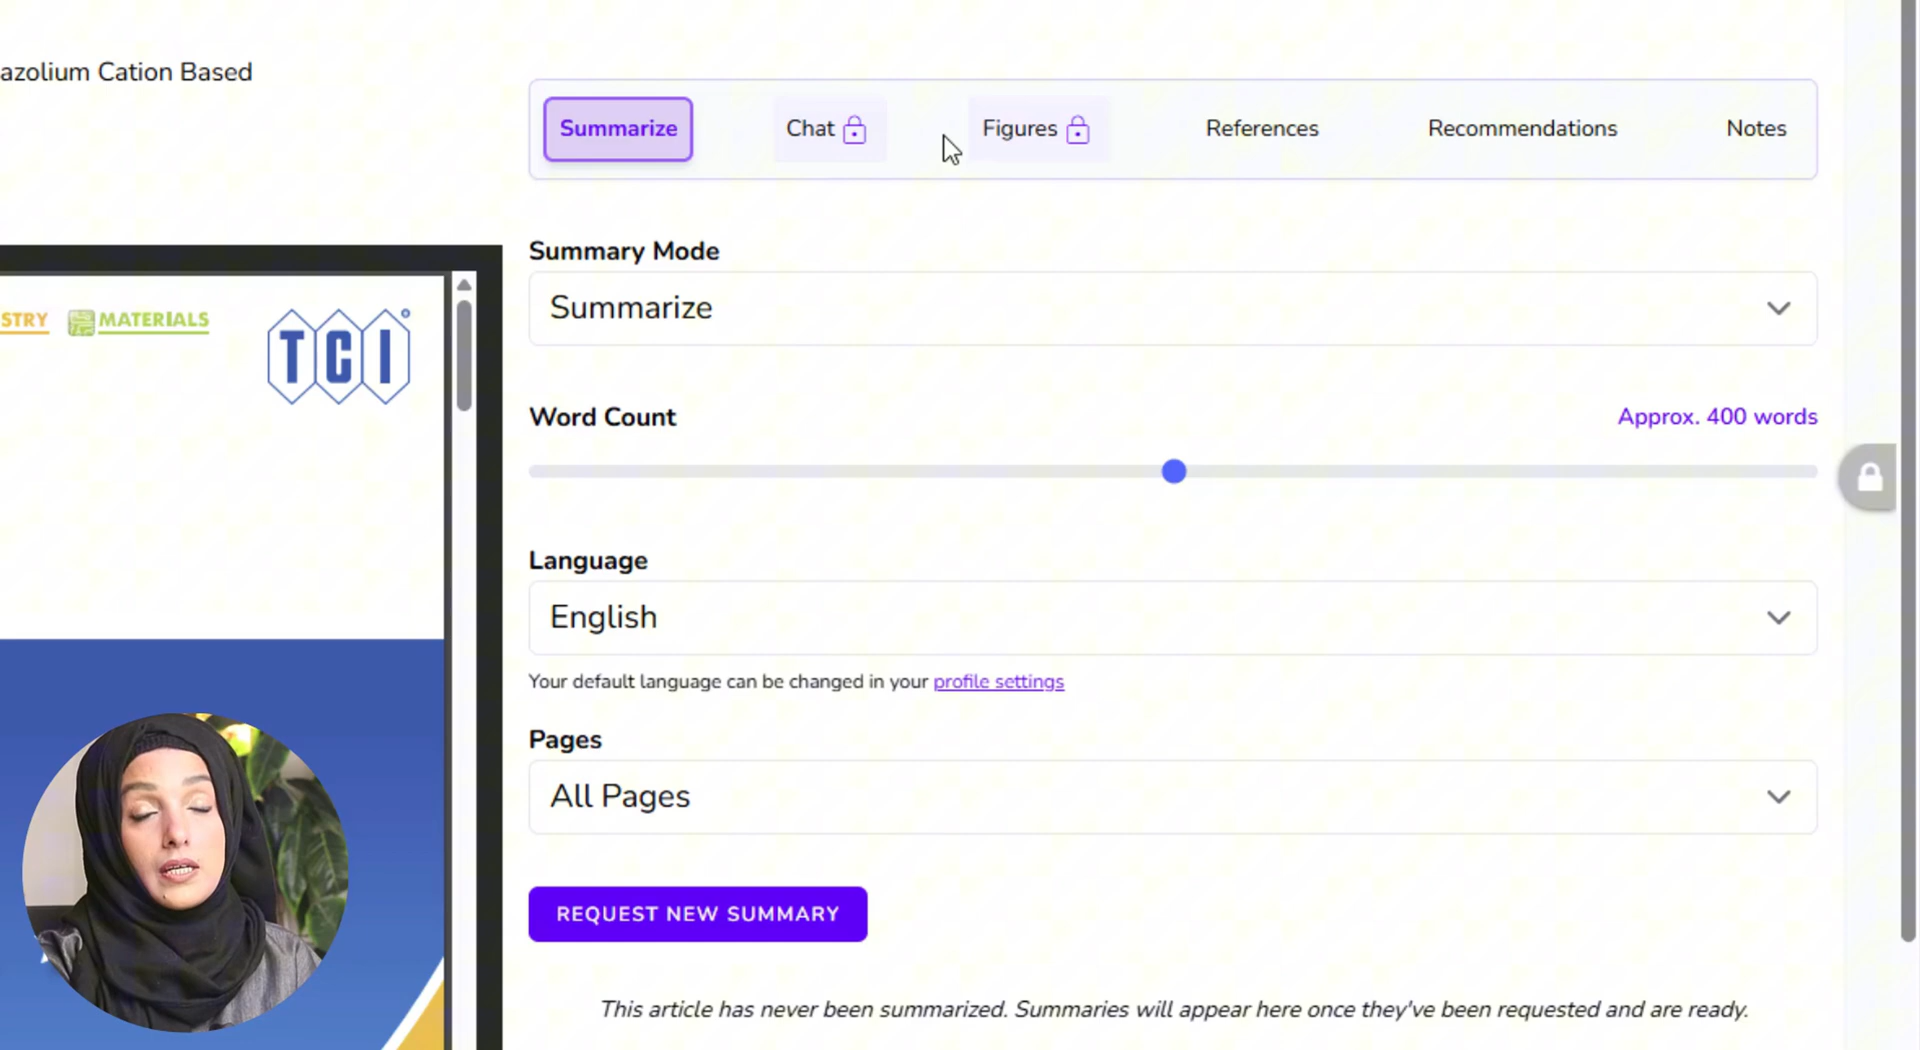 azolium Cation Based
Summarize Chat Figures References Recommendations Notes
STRY MATERIALS
TCI
Summary Mode
Summarize
Word Count Approx. 400 words
Language
English
Your default language can be changed in your profile settings
Pages
All Pages
REQUEST NEW SUMMARY
This article has never been summarized. Summaries will appear here once they've been requested and are ready.